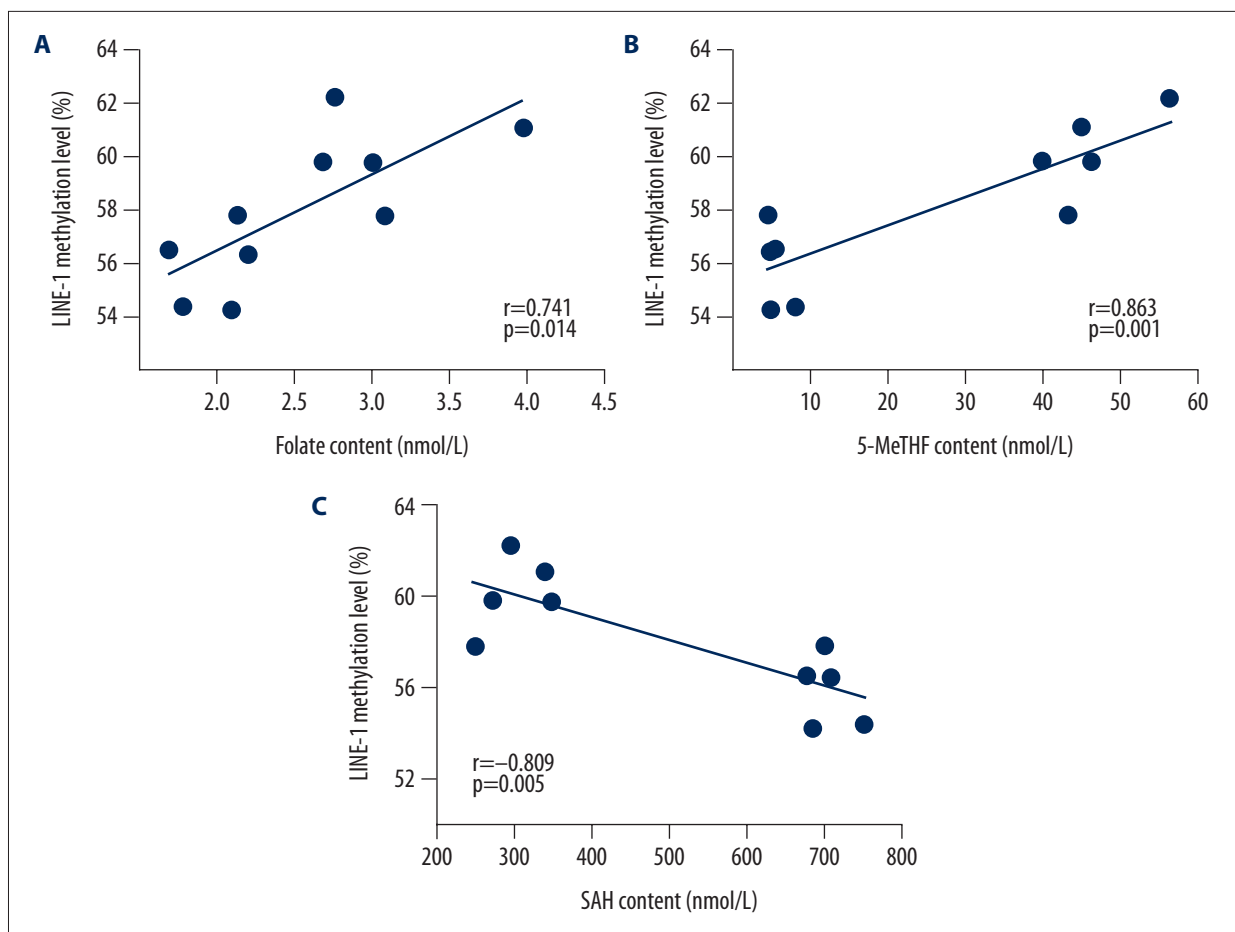 A
LINE-1 methylation level (%)
64
62
60
58
56
54
r=0.741
p=0.014
2.0 2.5 3.0 3.5 4.0 4.5
Folate content (nmol/L)
B
LINE-1 methylation level (%)
64
62
60
58
56
54
r=0.863
p=0.001
10 20 30 40 50 60
5-MeTHF content (nmol/L)
C
LINE-1 methylation level (%)
64
60
56
52
r=–0.809
p=0.005
200 300 400 500 600 700 800
SAH content (nmol/L)